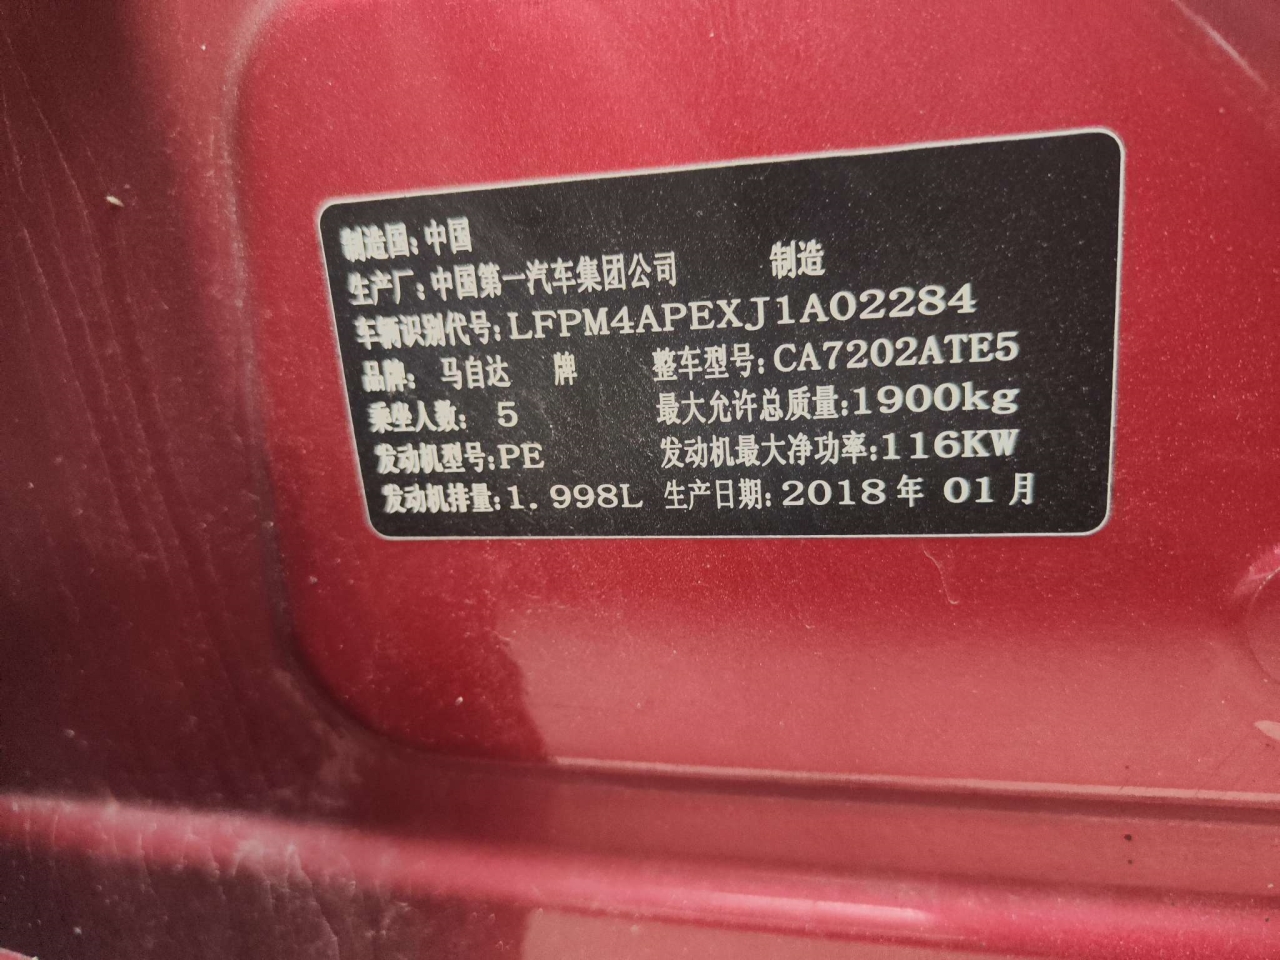 制造国:中国
生产厂:中国第一汽车集团公司 制造
车辆识别代号:LFPM4APEXJ1A02284
品牌: 马自达 牌 整车型号:CA7202ATE5
乘坐人数: 5 最大允许总质量:1900kg
发动机型号:PE 发动机最大净功率:116KW
发动机排量:1.998L 生产日期:2018年 01月